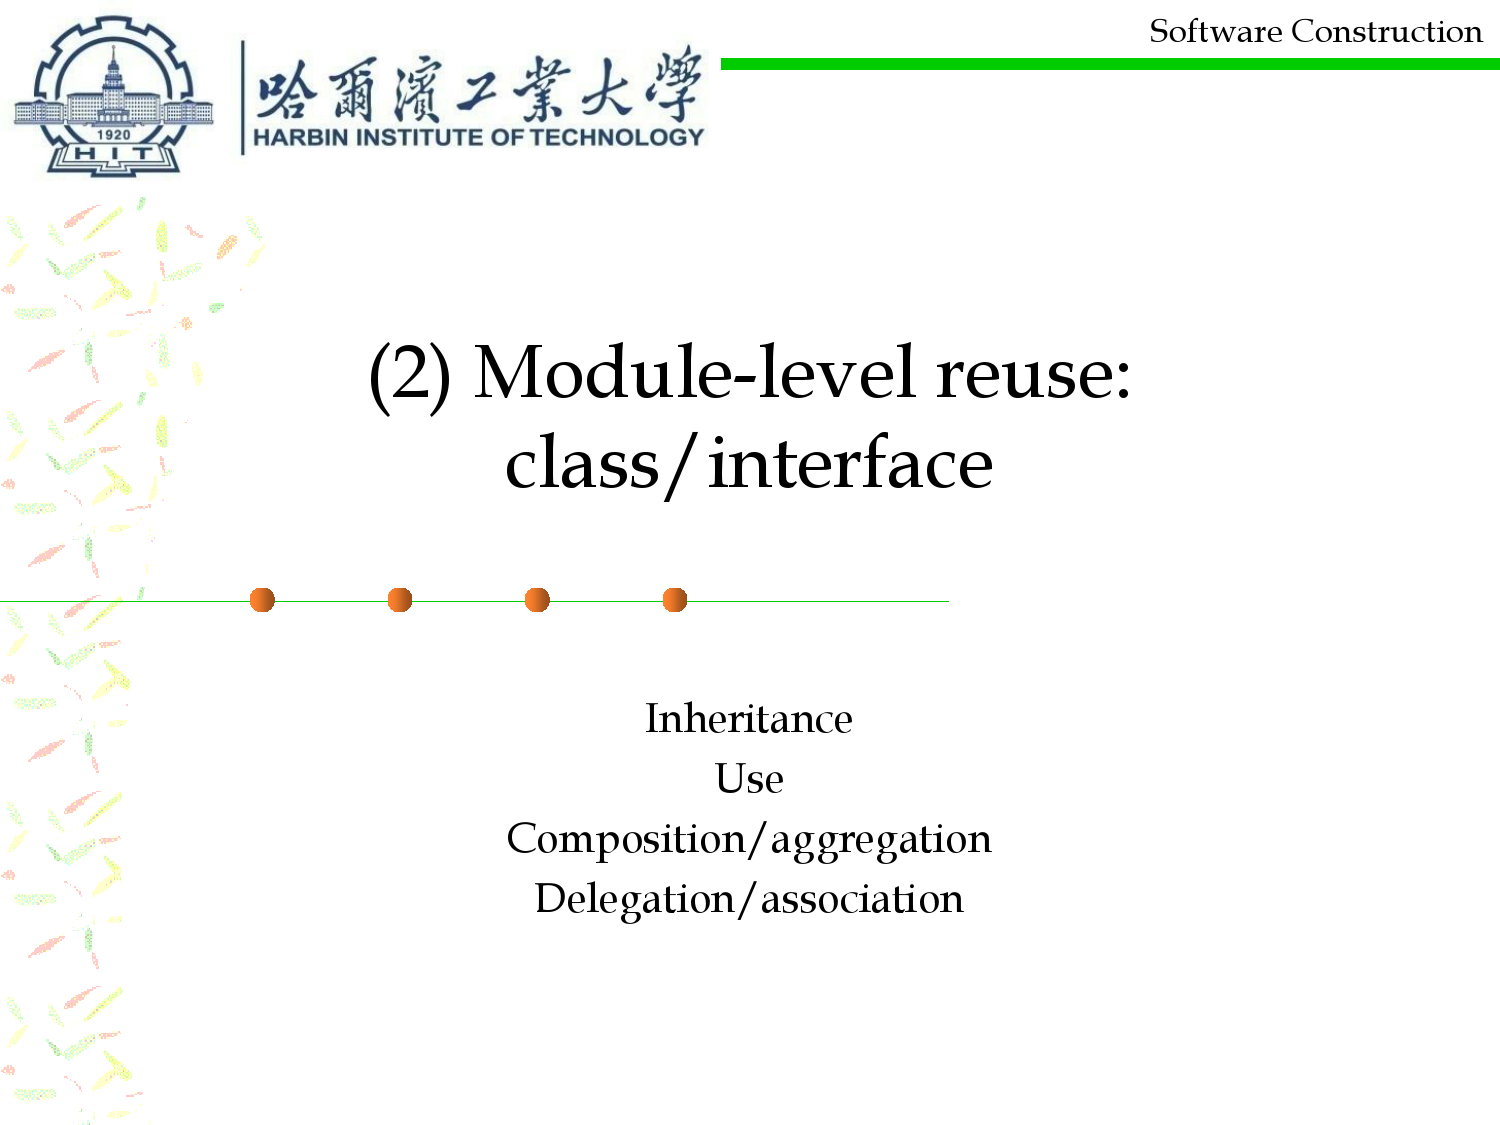 Software Construction
哈爾濱工業大學
HARBIN INSTITUTE OF TECHNOLOGY
1920
HIT
(2) Module-level reuse:
class/interface
Inheritance
Use
Composition/aggregation
Delegation/association